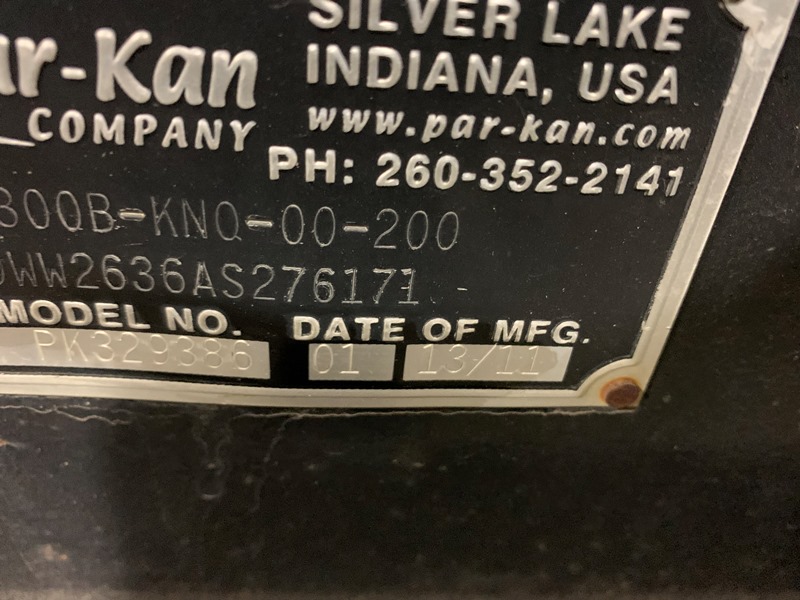 SILVER LAKE
INDIANA, USA
ar-Kan
COMPANY
www.par-kan.com
PH: 260-352-2141
300B-KNO-00-200
WW2636AS276171
MODEL NO.
DATE OF MFG.
PK329386
01
13/11